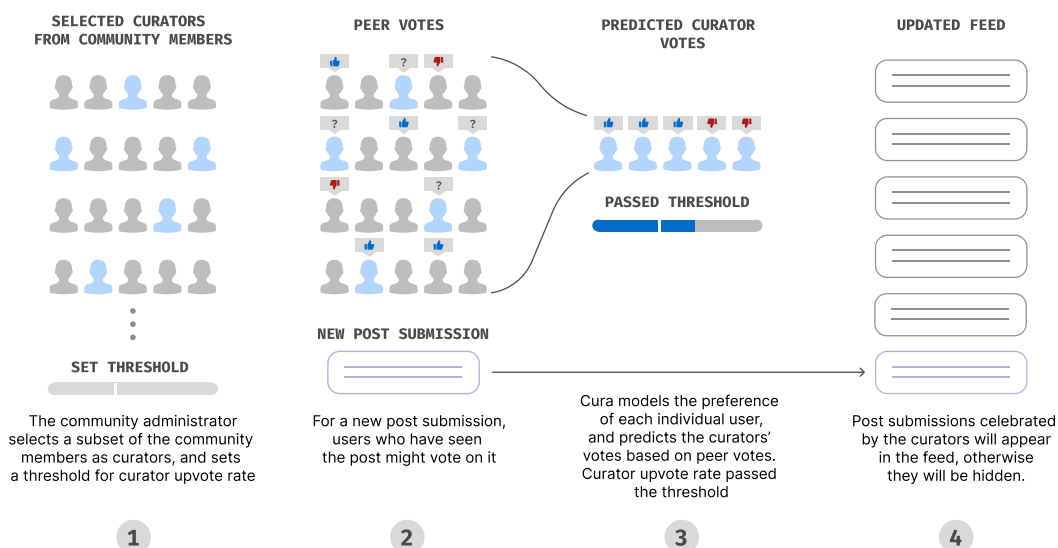 SELECTED CURATORS
FROM COMMUNITY MEMBERS
SET THRESHOLD
The community administrator
selects a subset of the community
members as curators, and sets
a threshold for curator upvote rate
1
PEER VOTES
?
?
?
?
NEW POST SUBMISSION
For a new post submission,
users who have seen
the post might vote on it
2
PREDICTED CURATOR
VOTES
PASSED THRESHOLD
Cura models the preference
of each individual user,
and predicts the curators’
votes based on peer votes.
Curator upvote rate passed
the threshold
3
UPDATED FEED
Post submissions celebrated
by the curators will appear
in the feed, otherwise
they will be hidden.
4